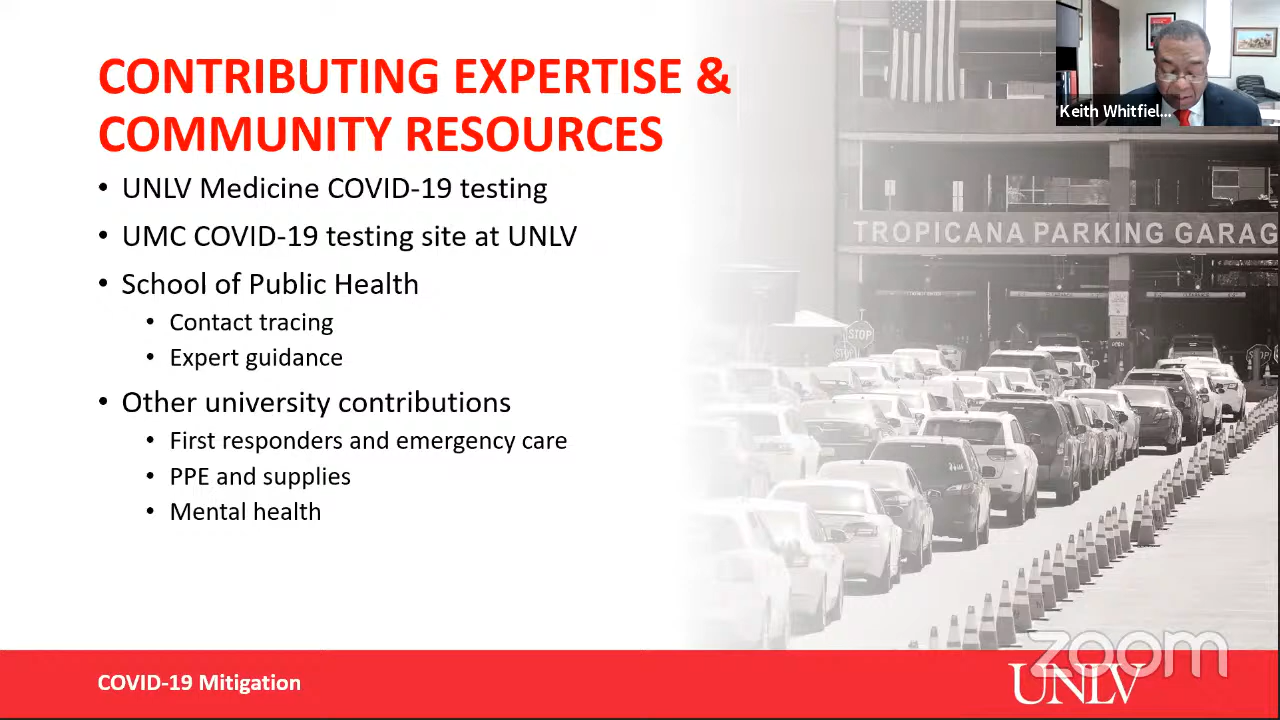 CONTRIBUTING EXPERTISE &
COMMUNITY RESOURCES
Keith Whitfiel...
• UNLV Medicine COVID-19 testing
• UMC COVID-19 testing site at UNLV
• School of Public Health
• Contact tracing
• Expert guidance
• Other university contributions
• First responders and emergency care
• PPE and supplies
• Mental health
TROPICANA PARKING GARAG
STOP
STOP
STOP
zoom
COVID-19 Mitigation
UNLV